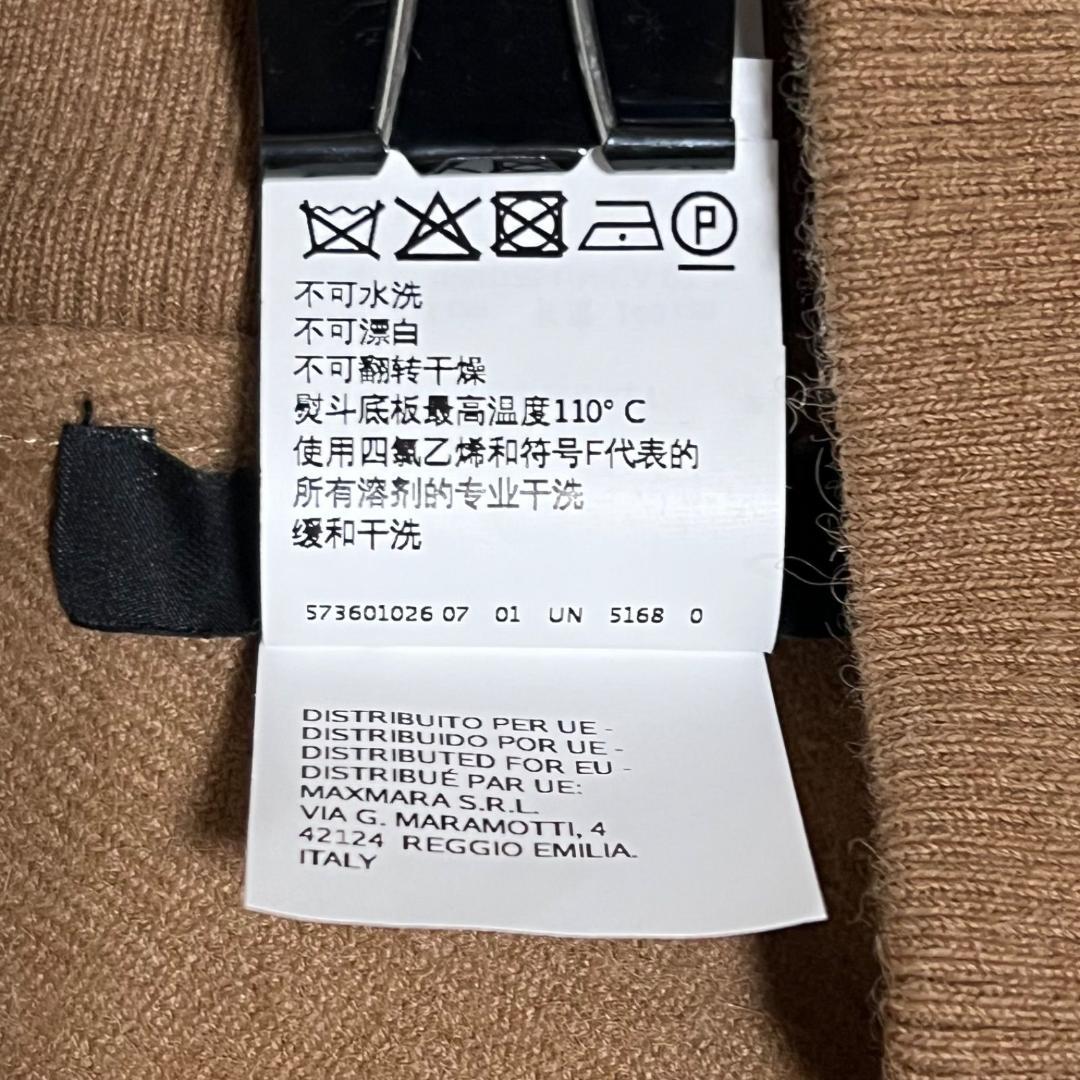 P
不可水洗
不可漂白
不可翻转干燥
熨斗底板最高温度110° C
使用四氯乙烯和符号F代表的
所有溶剂的专业干洗
缓和干洗
573601026 07 01 UN 5168 0
DISTRIBUITO PER UE -
DISTRIBUIDO POR UE -
DISTRIBUTED FOR EU -
DISTRIBUÉ PAR UE:
MAXMARA S.R.L.
VIA G. MARAMOTTI, 4
42124 REGGIO EMILIA.
ITALY